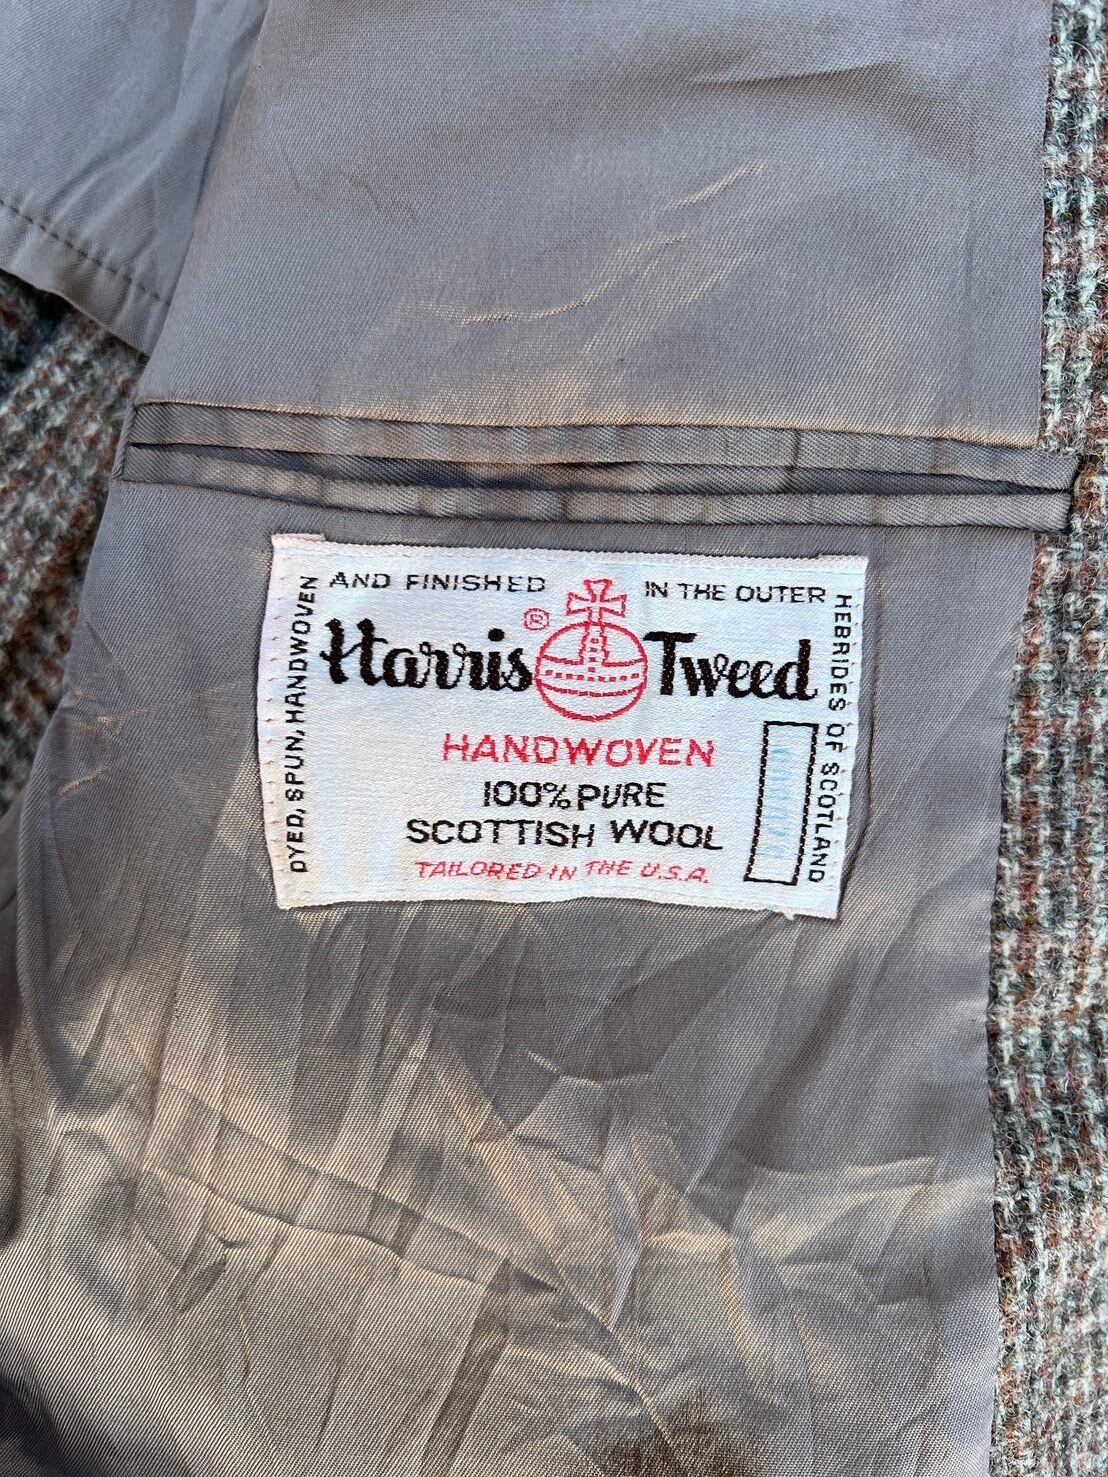 DYED, SPUN, HANDWOVEN
AND FINISHED
IN THE OUTER
HEBRIDES OF SCOTLAND
Harris ® Tweed
HANDWOVEN
100% PURE
SCOTTISH WOOL
TAILORED IN THE U.S.A.